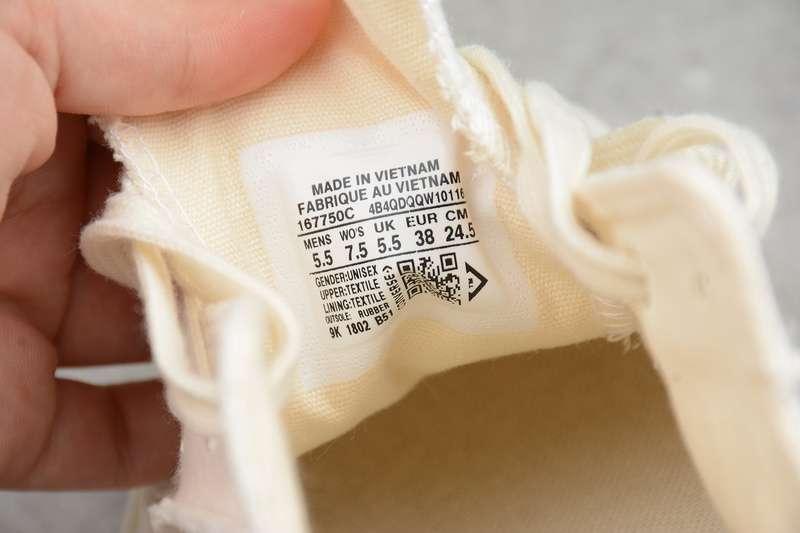 MADE IN VIETNAM
FABRIQUE AU VIETNAM
167750C 4B4QDQQW10116
MENS WO'S UK EUR CM
5.5 7.5 5.5 38 24.5
GENDER:UNISEX
UPPER:TEXTILE
LINING:TEXTILE
OUTSOLE: RUBBER
9K 1802 B51